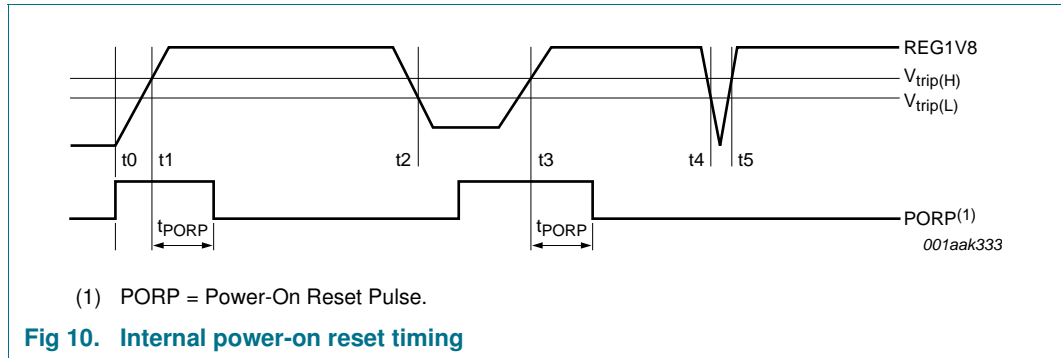 REG1V8
Vtrip(H)
Vtrip(L)
t0 t1 t2 t3 t4 t5
tPORP tPORP
PORP(1)
001aak333
(1) PORP = Power-On Reset Pulse.
Fig 10. Internal power-on reset timing